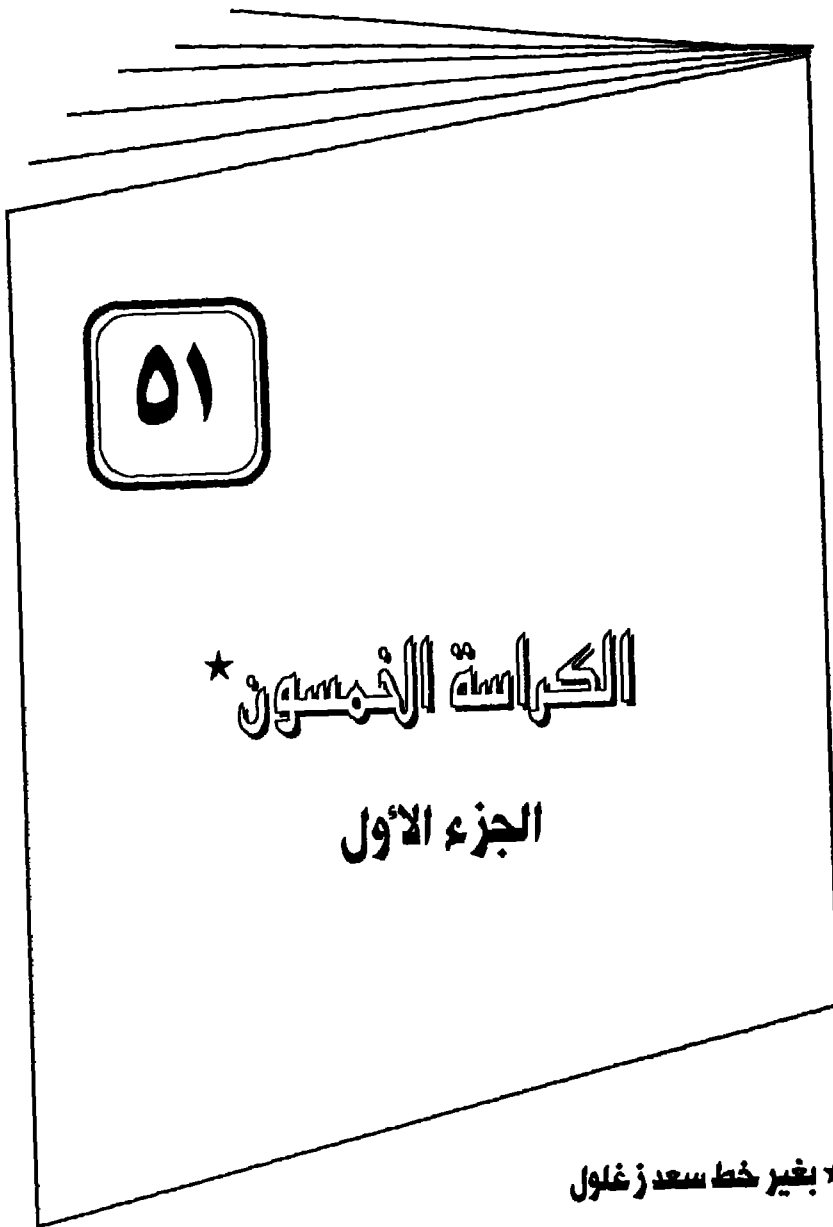 ٥١
الكراسة الخمسون★
الجزء الأول
★ بغير خط سعد زغلول